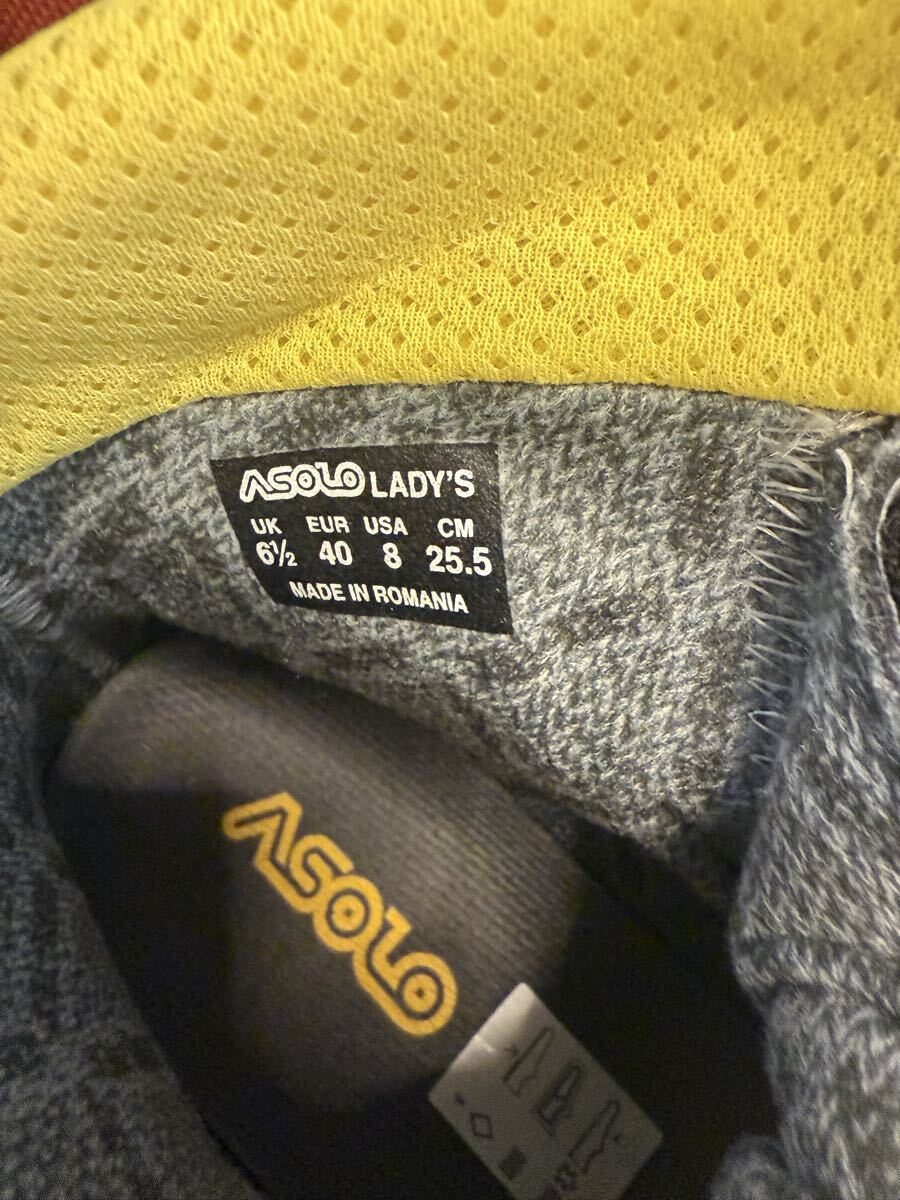 ASOLO LADY'S
UK EUR USA CM
6½ 40 8 25.5
MADE IN ROMANIA
ASOLO